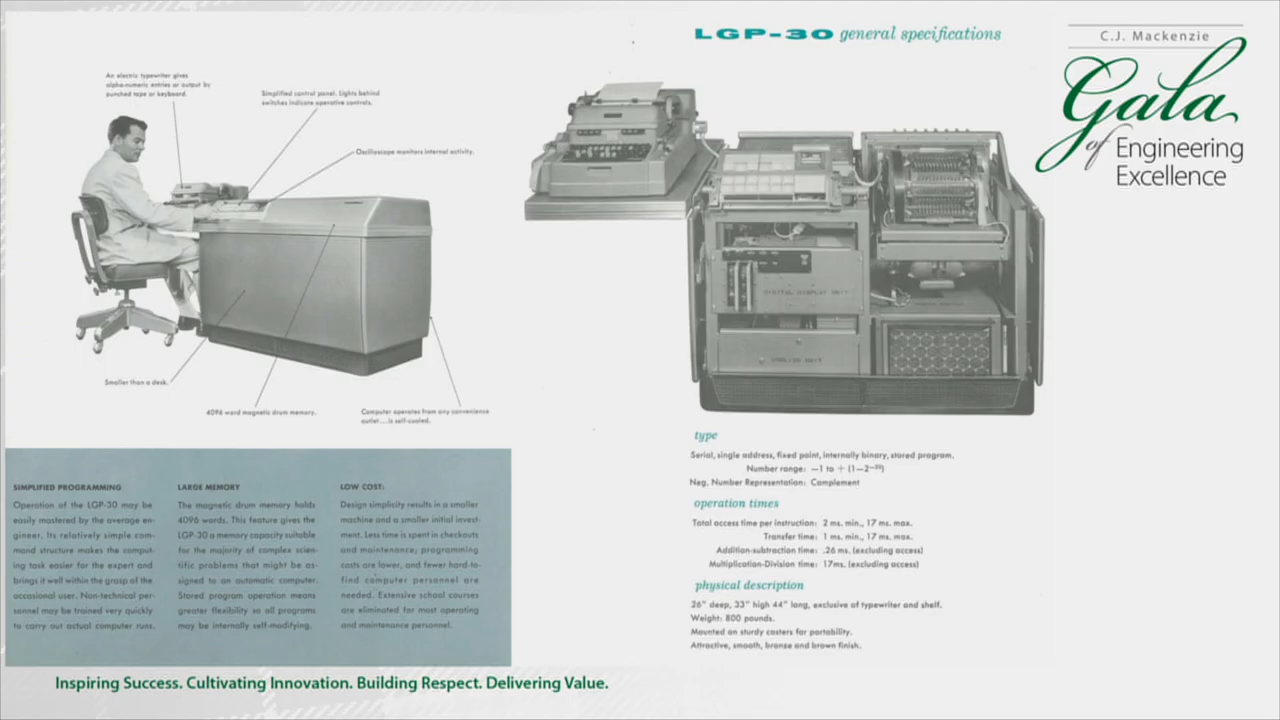 LGP-30 general specifications
C.J. Mackenzie
Gala
of Engineering
Excellence
An electric typewriter gives
alpha-numeric entries or output by
punched tape or keyboard.
Simplified control panel. Lights behind
switches indicate operative controls.
Oscilloscope monitors internal activity.
Smaller than a desk.
4096 word magnetic drum memory.
Computer operates from any convenience
outlet....is self-cooled.
DIGITAL DISPLAY UNIT
SIMPLIFIED PROGRAMMING
Operation of the LGP-30 may be
easily mastered by the average en-
gineer. Its relatively simple com-
mand structure makes the comput-
ing task easier for the expert and
brings it well within the grasp of the
occasional user. Non-technical per-
sonnel may be trained very quickly
to carry out actual computer runs.
LARGE MEMORY
The magnetic drum memory holds
4096 words. This feature gives the
LGP-30 a memory capacity suitable
for the majority of complex scien-
tific problems that might be as-
signed to an automatic computer.
Stored program operation means
greater flexibility so all programs
may be internally self-modifying.
LOW COST:
Design simplicity results in a smaller
machine and a smaller initial invest-
ment. Less time is spent in checkouts
and maintenance; programming
costs are lower, and fewer hard-to-
find computer personnel are
needed. Extensive school courses
are eliminated for most operating
and maintenance personnel.
type
Serial, single address, fixed point, internally binary, stored program.
Number range: —1 to + (1—2⁻³⁰)
Neg. Number Representation: Complement
operation times
Total access time per instruction: 2 ms. min., 17 ms. max.
Transfer time: 1 ms. min., 17 ms. max.
Addition-subtraction time: .26 ms. (excluding access)
Multiplication-Division time: 17ms. (excluding access)
physical description
26" deep, 33" high 44" long, exclusive of typewriter and shelf.
Weight: 800 pounds.
Mounted on sturdy casters for portability.
Attractive, smooth, bronze and brown finish.
Inspiring Success. Cultivating Innovation. Building Respect. Delivering Value.